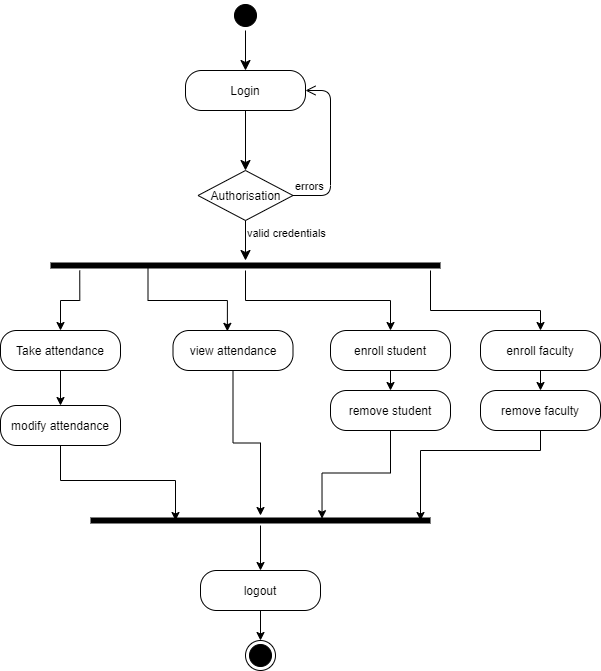 Login
Authorisation
errors
valid credentials
Take attendance
view attendance
enroll student
enroll faculty
modify attendance
remove student
remove faculty
logout